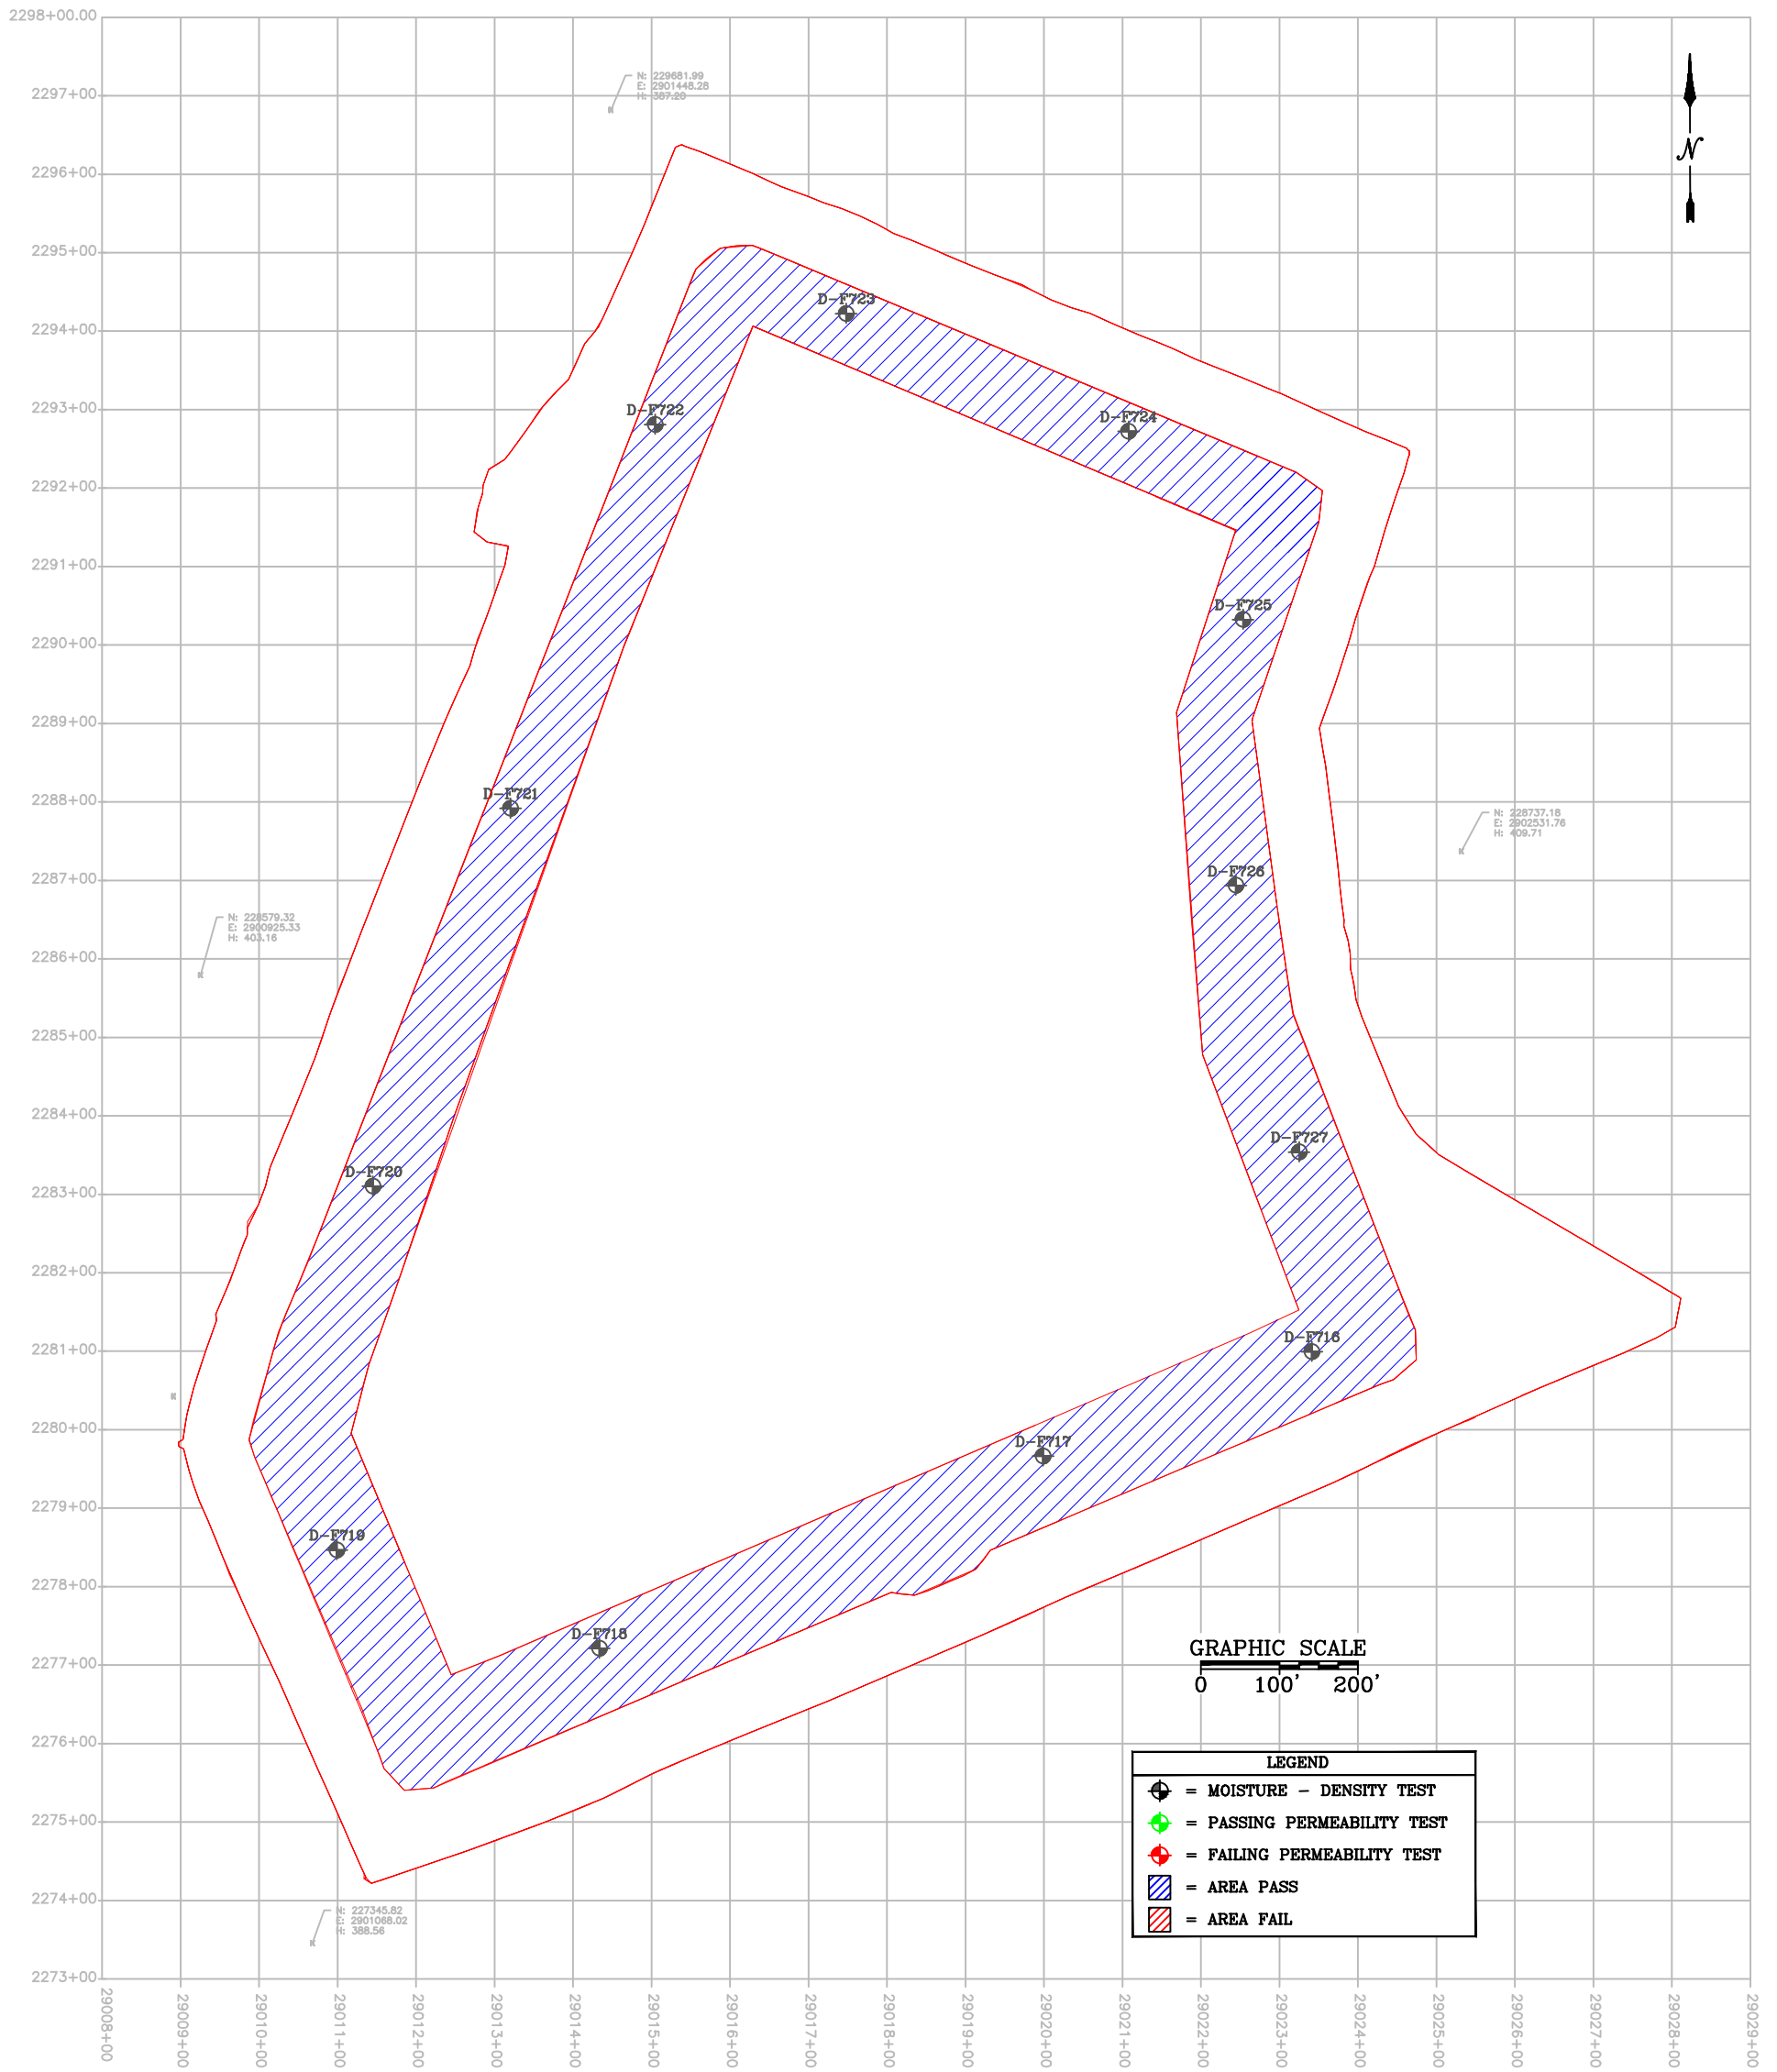 2298+00.00
N: 229681.99
E: 2901448.28
H: 387.20
2297+00
N
2296+00
2295+00
D-F723
2294+00
D-F722
D-F724
2293+00
2292+00
2291+00
D-F725
2290+00
2289+00
D-F721
2288+00
N: 228737.18
E: 2902531.76
H: 409.71
D-F726
2287+00
N: 228579.32
E: 2900925.33
H: 403.16
2286+00
2285+00
2284+00
D-F727
D-F720
2283+00
2282+00
D-F716
2281+00
2280+00
D-F717
2279+00
D-F719
2278+00
D-F718
2277+00
GRAPHIC SCALE
0 100' 200'
2276+00
LEGEND
= MOISTURE - DENSITY TEST
= PASSING PERMEABILITY TEST
= FAILING PERMEABILITY TEST
= AREA PASS
= AREA FAIL
2275+00
2274+00
N: 227345.82
E: 2901068.02
H: 388.56
2273+00
29008+00
29009+00
29010+00
29011+00
29012+00
29013+00
29014+00
29015+00
29016+00
29017+00
29018+00
29019+00
29020+00
29021+00
29022+00
29023+00
29024+00
29025+00
29026+00
29027+00
29028+00
29029+00